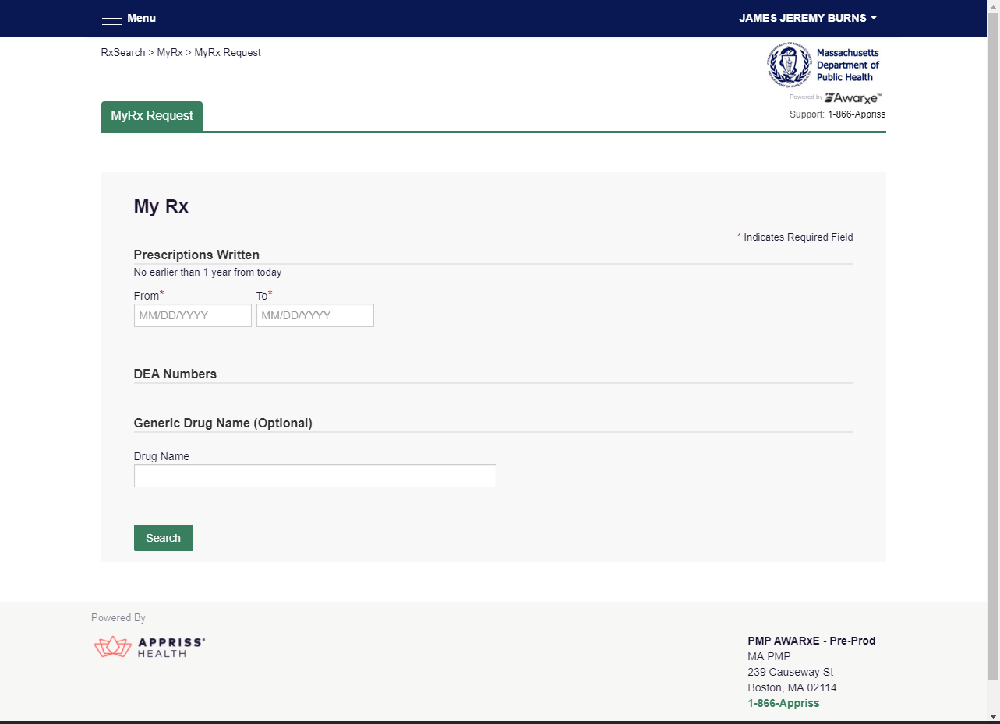 Menu
JAMES JEREMY BURNS
RxSearch > MyRx > MyRx Request
Massachusetts
Department of
Public Health
Powered by PMP AWARxE™
Support: 1-866-Appriss
MyRx Request
My Rx
* Indicates Required Field
Prescriptions Written
No earlier than 1 year from today
From* To*
MM/DD/YYYY MM/DD/YYYY
DEA Numbers
Generic Drug Name (Optional)
Drug Name
Search
Powered By
APPRISS
HEALTH
PMP AWARxE - Pre-Prod
MA PMP
239 Causeway St
Boston, MA 02114
1-866-Appriss